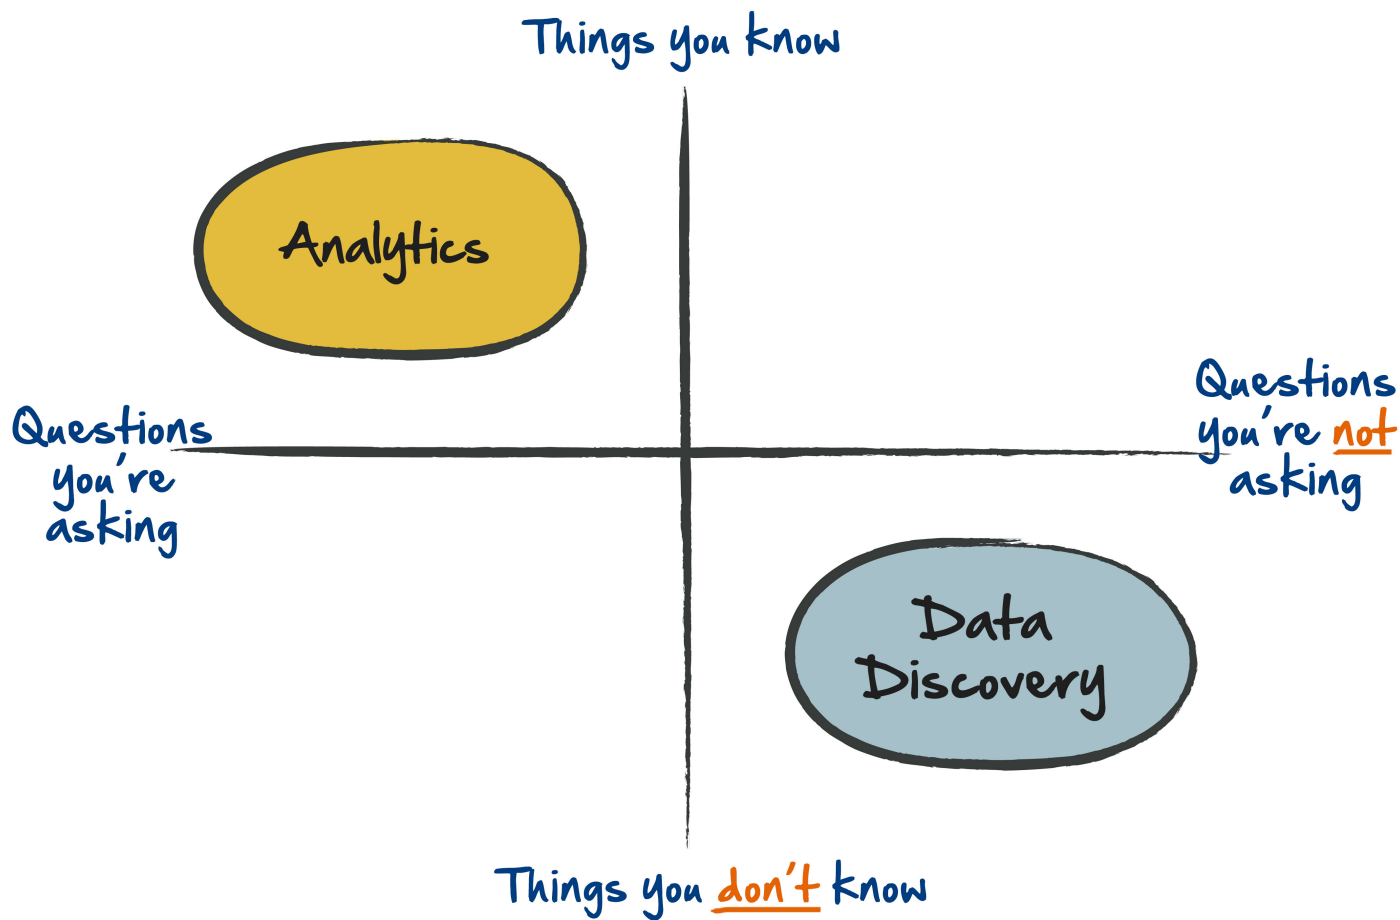 Things you know
Analytics
Questions
you're
asking
Questions
you're not
asking
Data
Discovery
Things you don't know